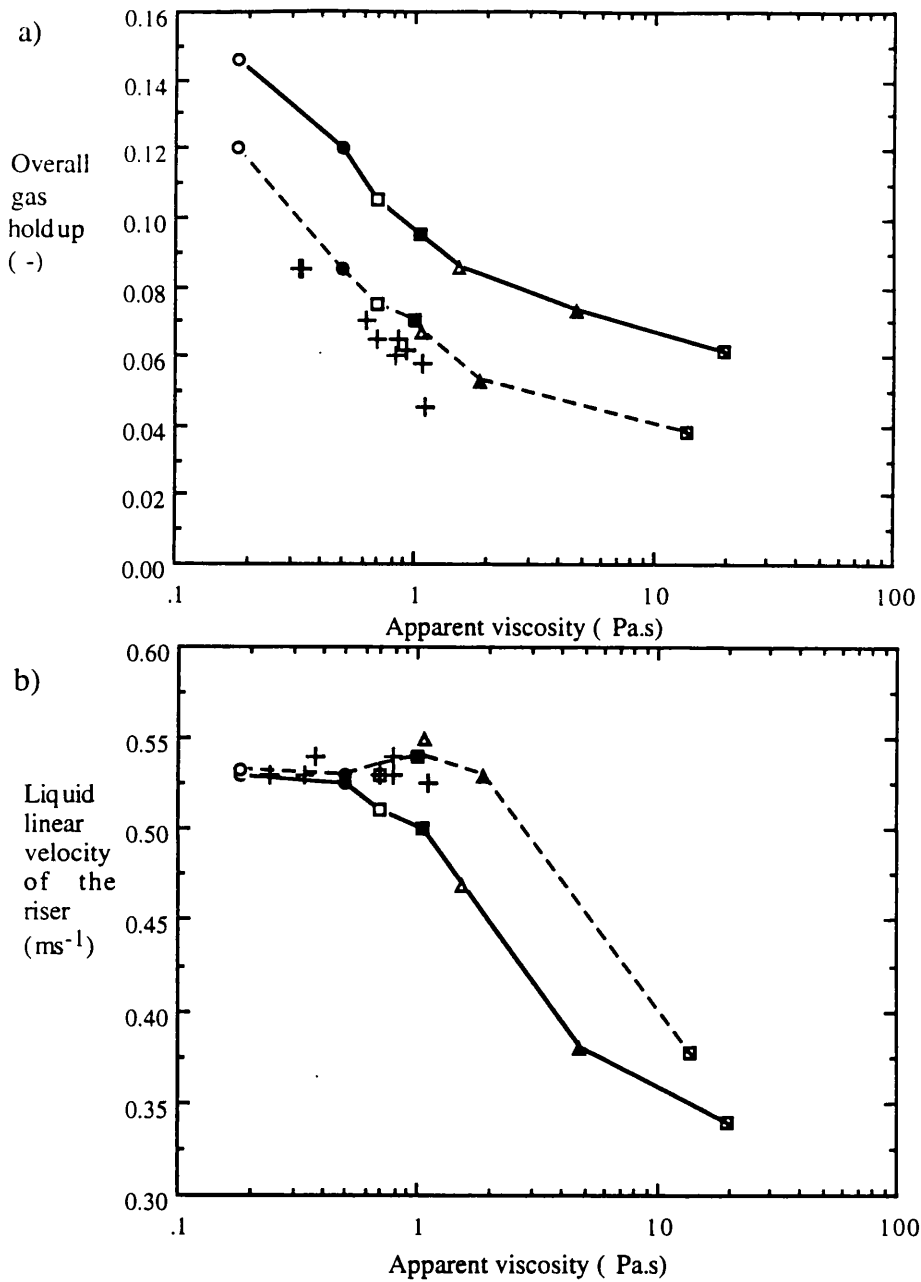 a)
0.16
0.14
0.12
0.10
0.08
0.06
0.04
0.02
0.00
Overall
gas
holdup
( -)
.1
1
10
100
Apparent viscosity ( Pa.s)
b)
0.60
0.55
0.50
0.45
0.40
0.35
0.30
Liquid
linear
velocity
of the
riser
(ms-1)
.1
1
10
100
Apparent viscosity ( Pa.s)